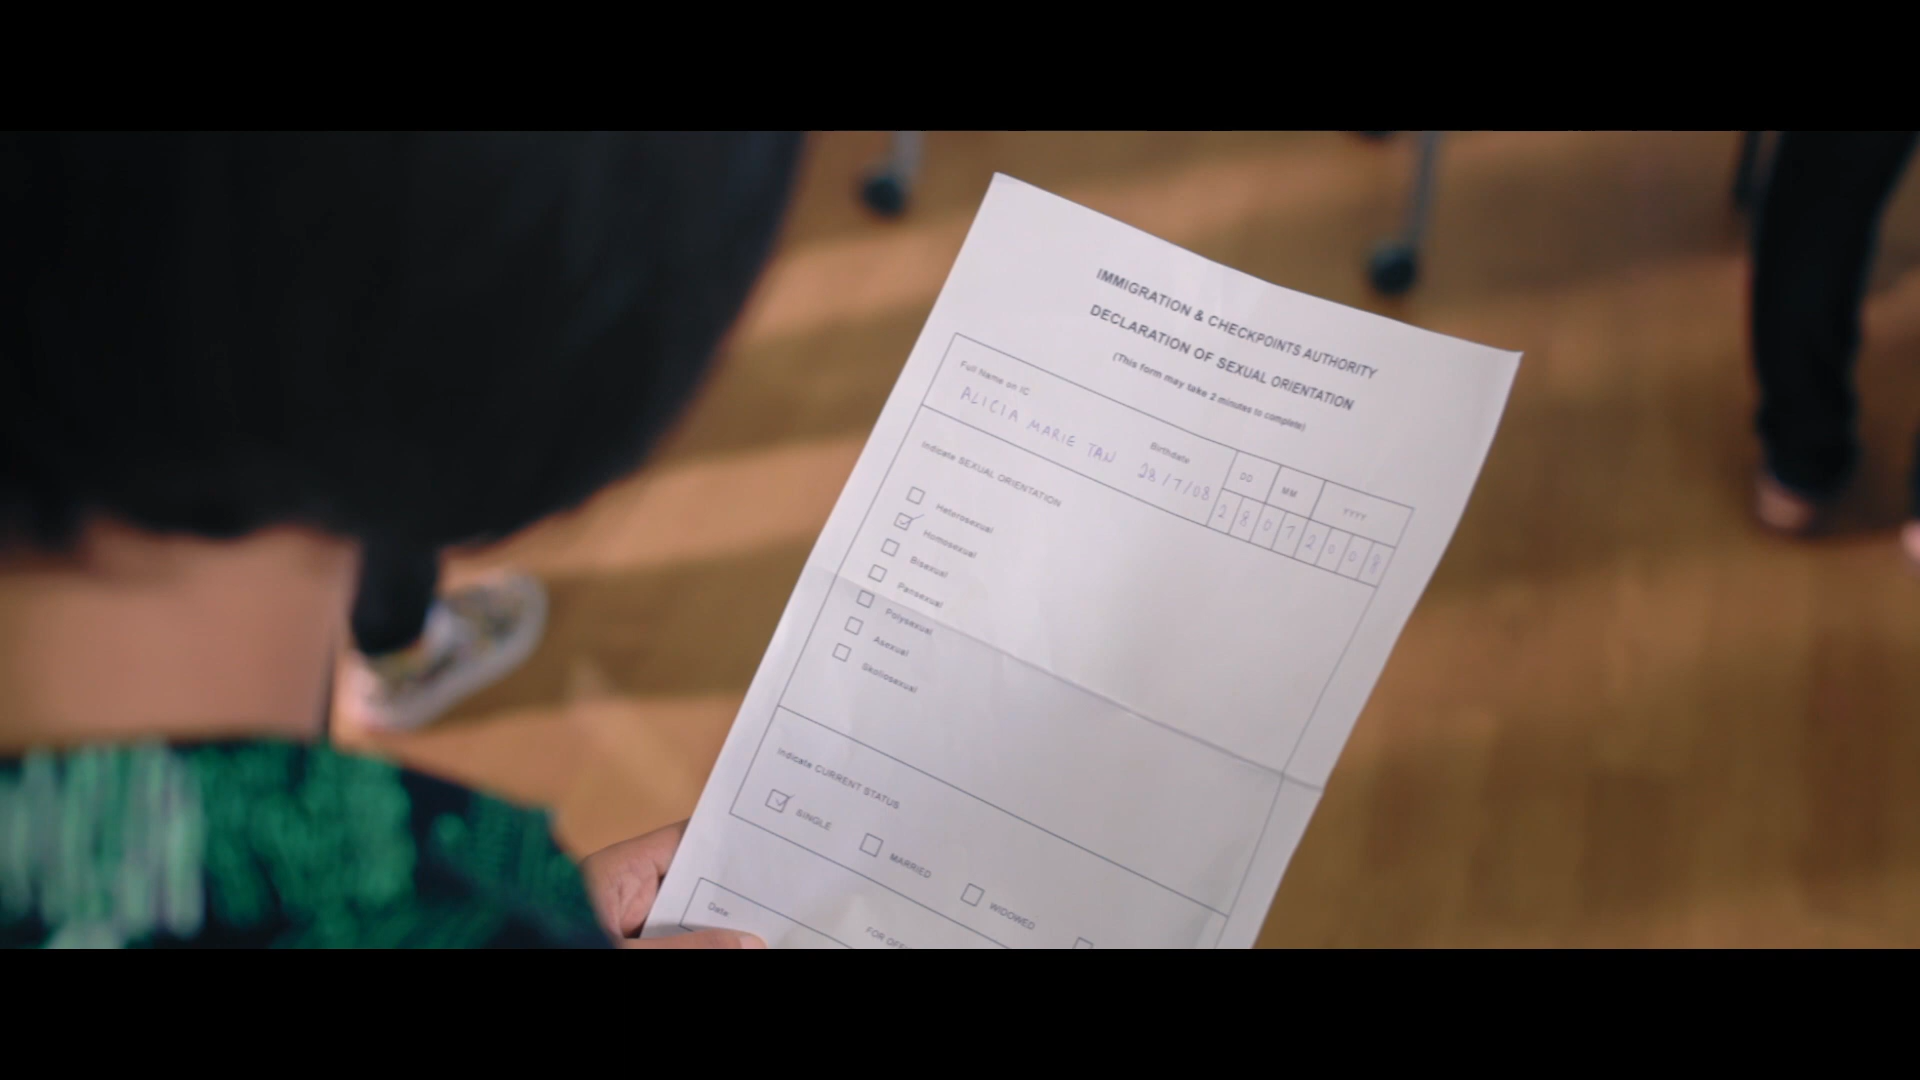 IMMIGRATION & CHECKPOINTS AUTHORITY
DECLARATION OF SEXUAL ORIENTATION
(This form may take 2 minutes to complete)
Full Name on IC
ALICIA MARIE TAN
Birthdate
28/7/08
DD MM YYYY
2 8 0 7 2 0 0 8
Indicate SEXUAL ORIENTATION
Heterosexual
Homosexual
Bisexual
Pansexual
Polysexual
Asexual
Skoliosexual
Indicate CURRENT STATUS
SINGLE MARRIED WIDOWED
Date:
FOR